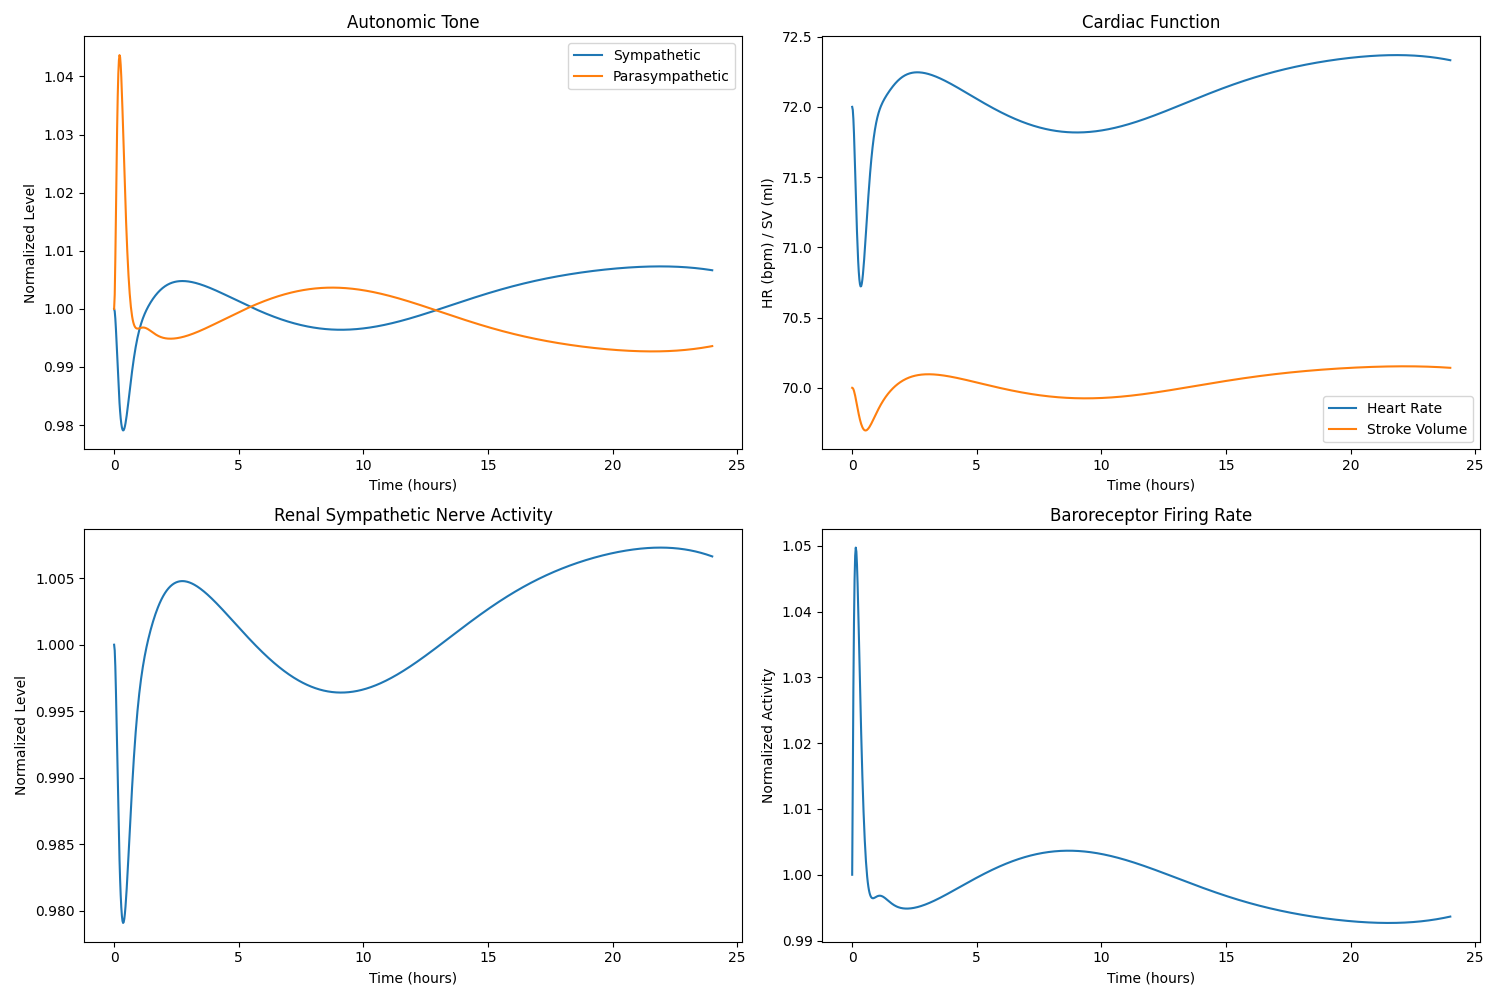 Autonomic Tone
Normalized Level
1.04
1.03
1.02
1.01
1.00
0.99
0.98
Sympathetic
Parasympathetic
0 5 10 15 20 25
Time (hours)
Cardiac Function
HR (bpm) / SV (ml)
72.5
72.0
71.5
71.0
70.5
70.0
Heart Rate
Stroke Volume
0 5 10 15 20 25
Time (hours)
Renal Sympathetic Nerve Activity
Normalized Level
1.005
1.000
0.995
0.990
0.985
0.980
0 5 10 15 20 25
Time (hours)
Baroreceptor Firing Rate
Normalized Activity
1.05
1.04
1.03
1.02
1.01
1.00
0.99
0 5 10 15 20 25
Time (hours)